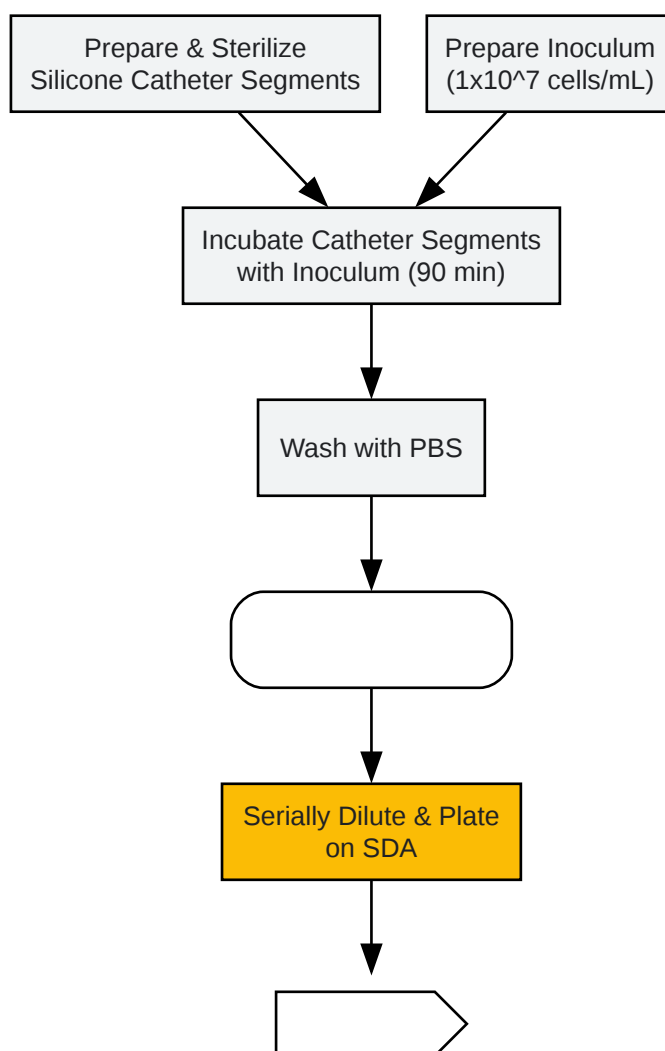 Prepare & Sterilize
Silicone Catheter Segments
Prepare Inoculum
(1x10^7 cells/mL)
Incubate Catheter Segments
with Inoculum (90 min)
Wash with PBS
Serially Dilute & Plate
on SDA